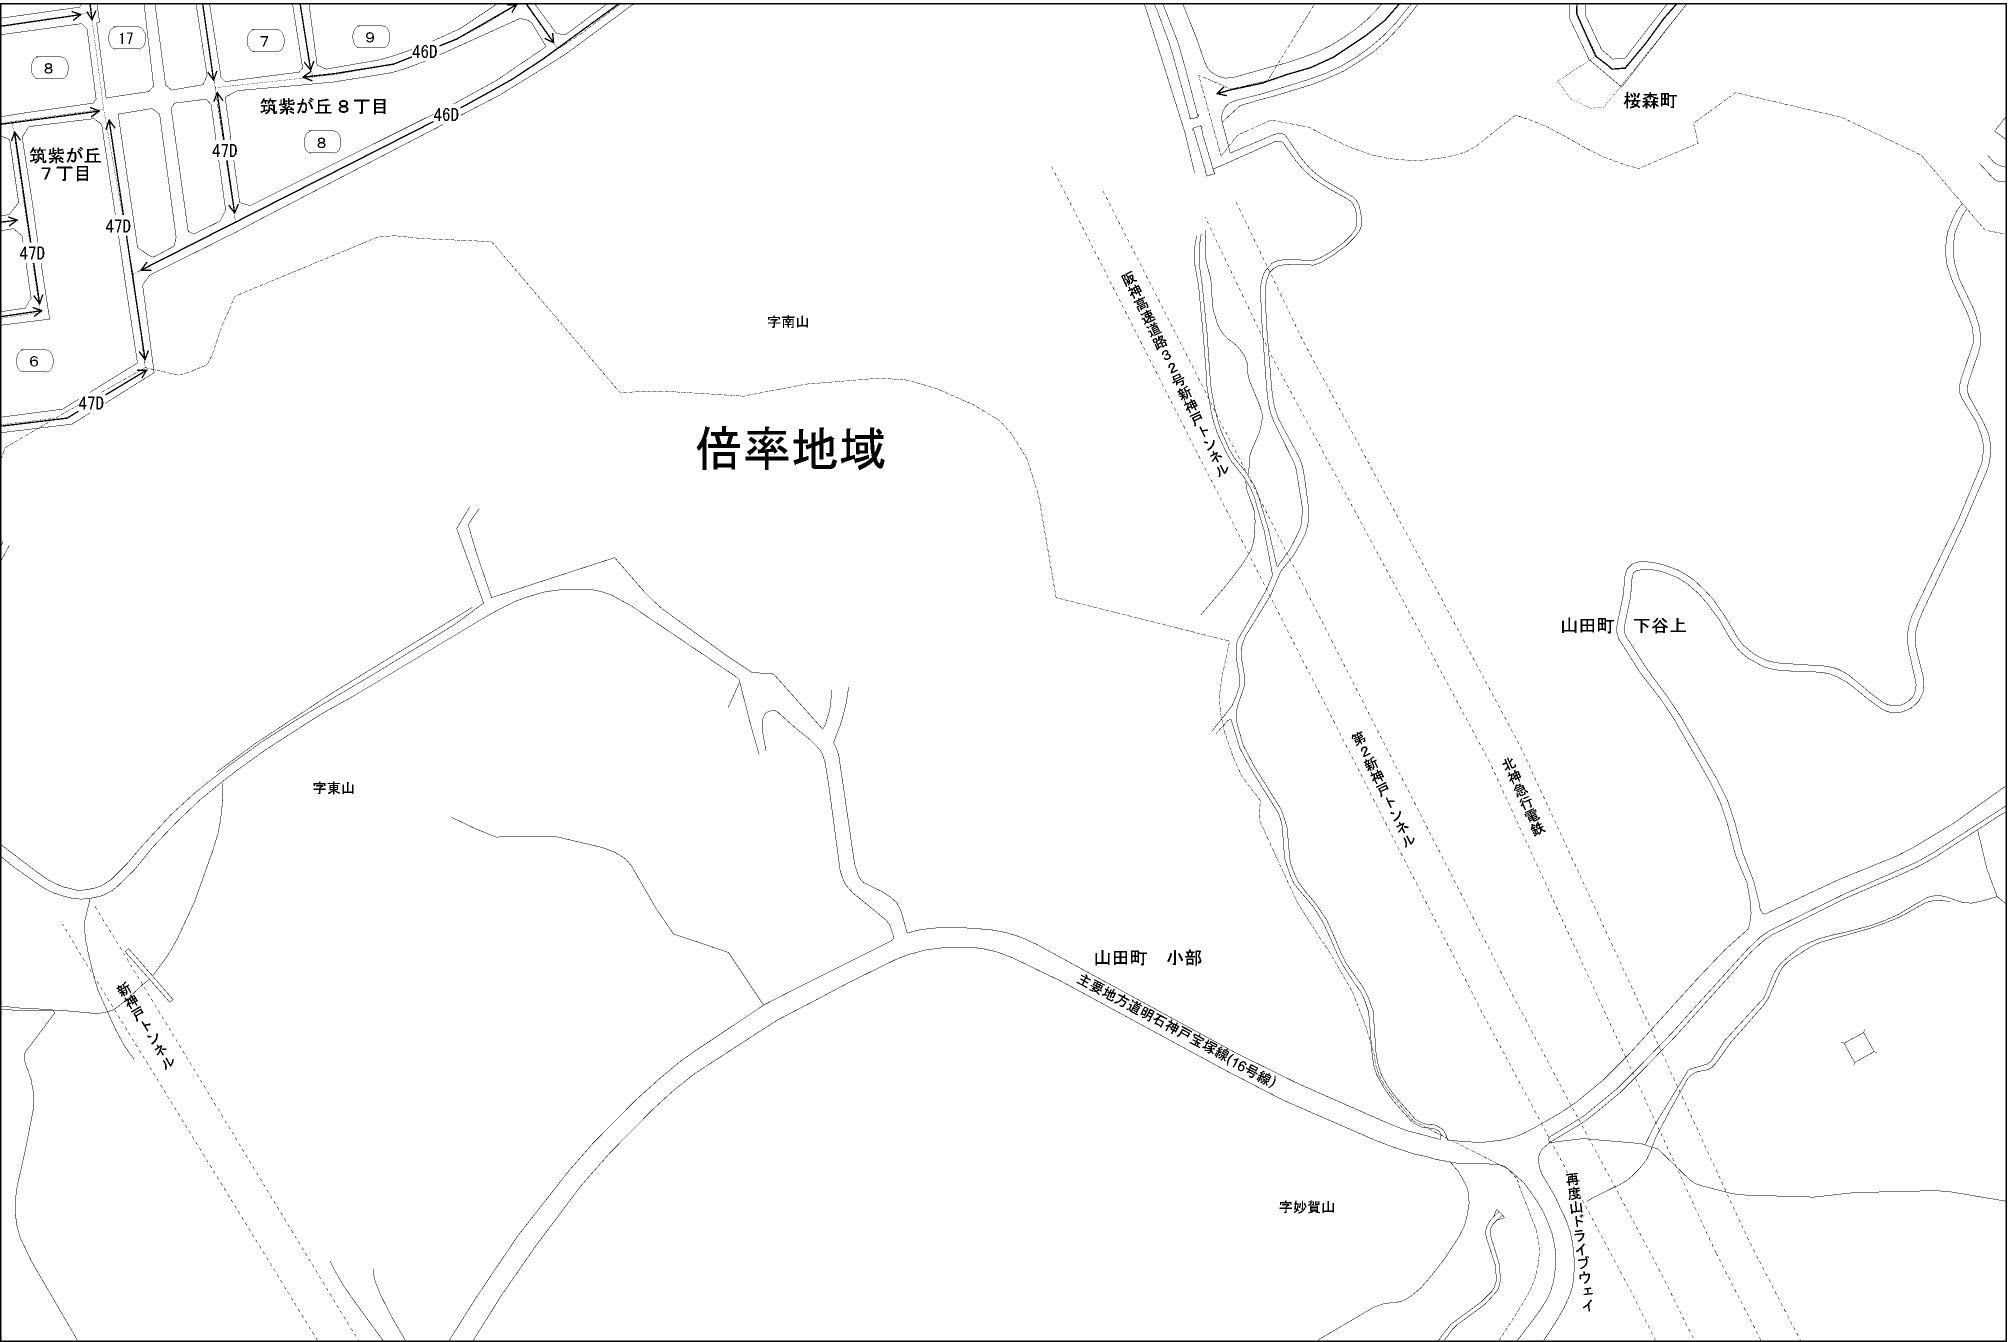 17
7
9
46D
8
筑紫が丘８丁目
46D
8
47D
筑紫が丘
７丁目
47D
47D
6
47D
桜森町
字南山
阪神高速道路３２号新神戸トンネル
倍率地域
山田町　下谷上
第２新神戸トンネル
北神急行電鉄
字東山
山田町　小部
主要地方道明石神戸宝塚線(16号線)
新神戸トンネル
字妙賀山
再度山ドライブウェイ